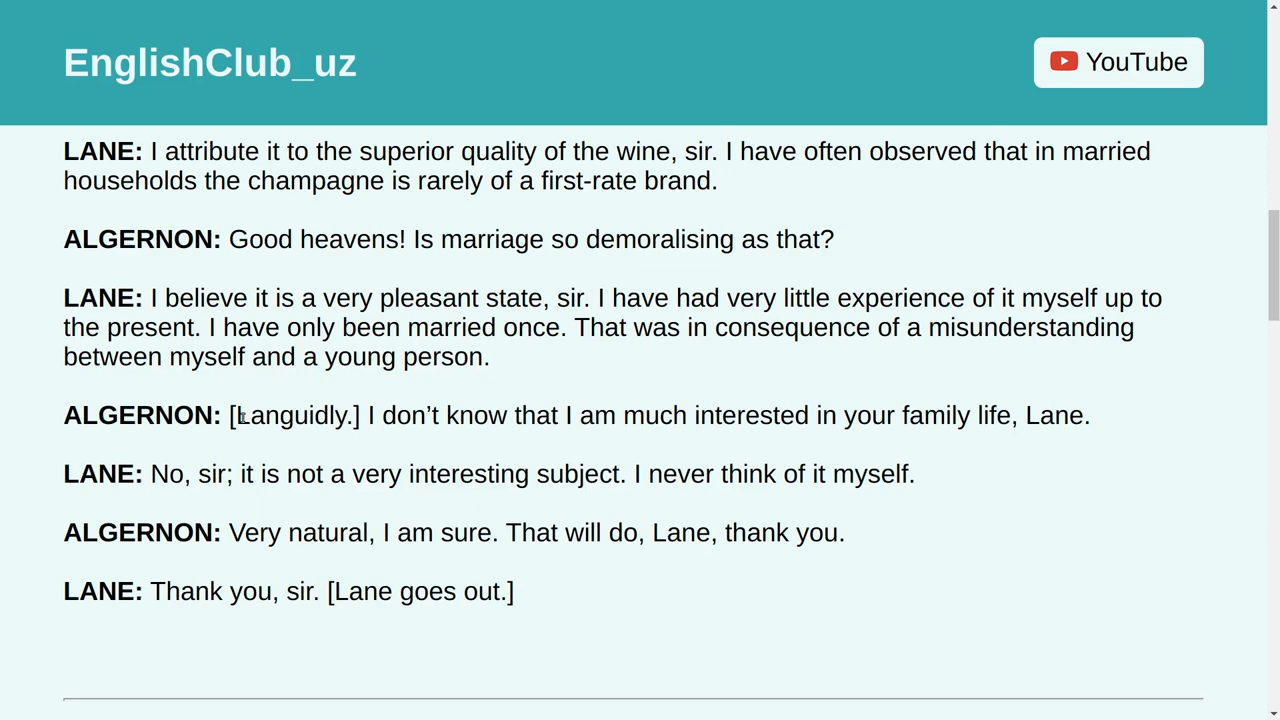 EnglishClub_uz
YouTube
LANE: I attribute it to the superior quality of the wine, sir. I have often observed that in married
households the champagne is rarely of a first-rate brand.
ALGERNON: Good heavens! Is marriage so demoralising as that?
LANE: I believe it is a very pleasant state, sir. I have had very little experience of it myself up to
the present. I have only been married once. That was in consequence of a misunderstanding
between myself and a young person.
ALGERNON: [Languidly.] I don’t know that I am much interested in your family life, Lane.
LANE: No, sir; it is not a very interesting subject. I never think of it myself.
ALGERNON: Very natural, I am sure. That will do, Lane, thank you.
LANE: Thank you, sir. [Lane goes out.]